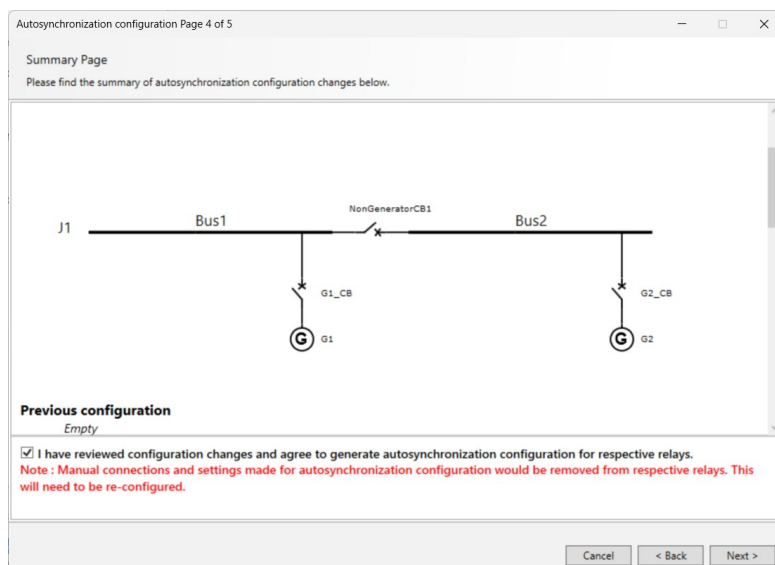 Autosynchronization configuration Page 4 of 5
Summary Page
Please find the summary of autosynchronization configuration changes below.
NonGeneratorCB1
J1 Bus1 Bus2
G1_CB G2_CB
G G1 G G2
Previous configuration
Empty
I have reviewed configuration changes and agree to generate autosynchronization configuration for respective relays.
Note : Manual connections and settings made for autosynchronization configuration would be removed from respective relays. This
will need to be re-configured.
Cancel < Back Next >